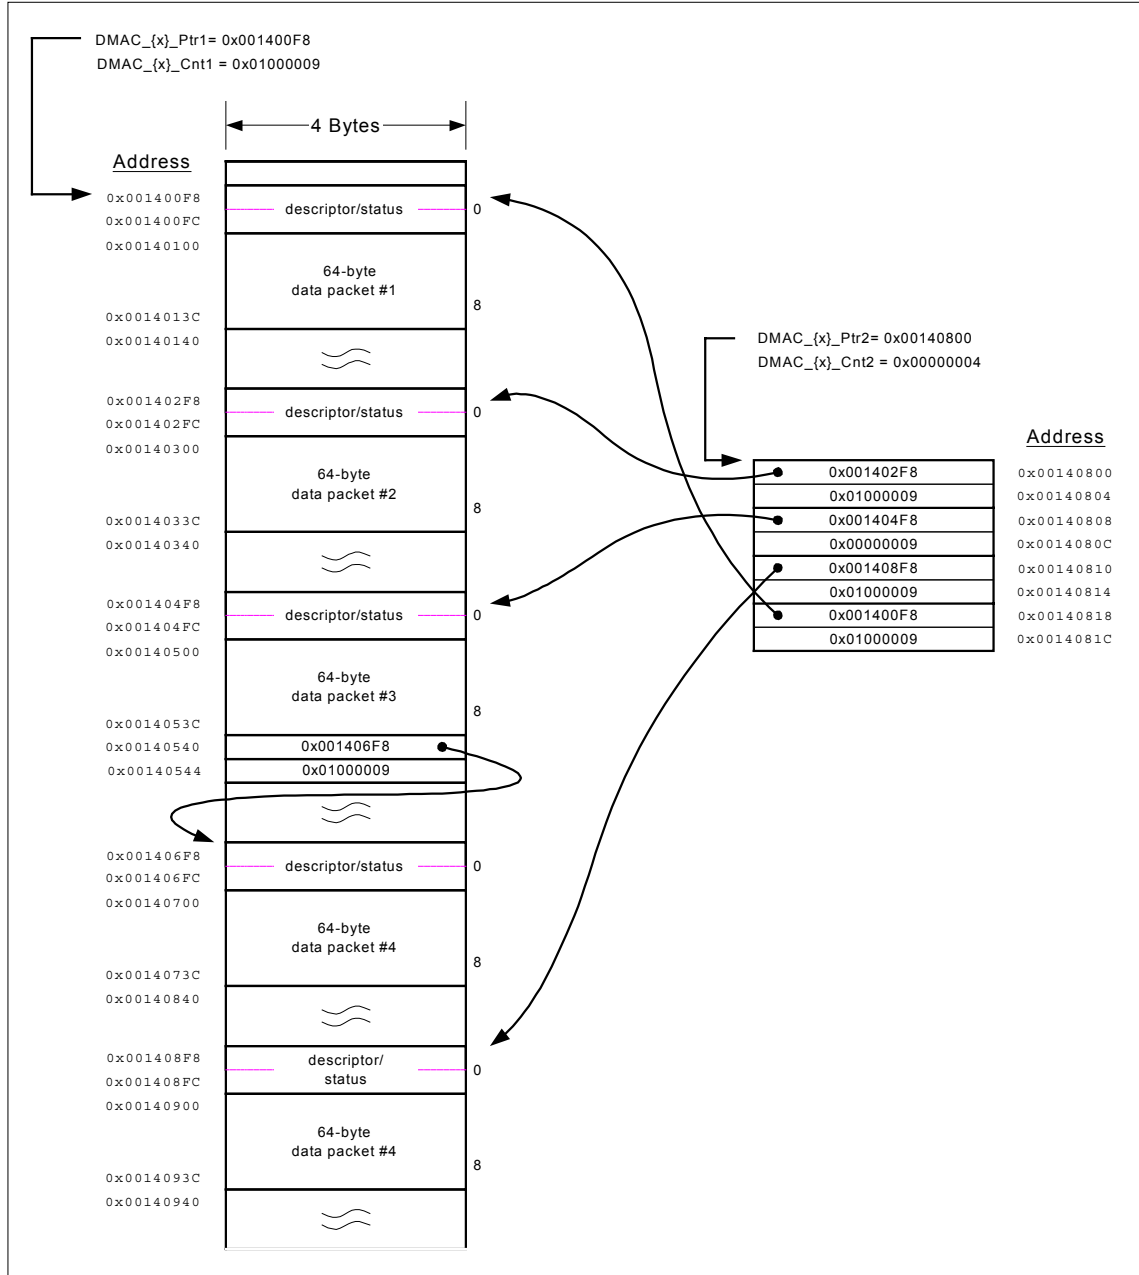 DMAC_{x}_Ptr1= 0x001400F8
DMAC_{x}_Cnt1 = 0x01000009
4 Bytes
Address
0x001400F8
descriptor/status
0
0x001400FC
0x00140100
64-byte
data packet #1
8
0x0014013C
0x00140140
0x001402F8
descriptor/status
0
0x001402FC
0x00140300
64-byte
data packet #2
8
0x0014033C
0x00140340
0x001404F8
descriptor/status
0
0x001404FC
0x00140500
64-byte
data packet #3
8
0x0014053C
0x00140540
0x001406F8
0x00140544
0x01000009
0x001406F8
descriptor/status
0
0x001406FC
0x00140700
64-byte
data packet #4
8
0x0014073C
0x00140840
0x001408F8
descriptor/
status
0
0x001408FC
0x00140900
64-byte
data packet #4
8
0x0014093C
0x00140940
DMAC_{x}_Ptr2= 0x00140800
DMAC_{x}_Cnt2 = 0x00000004
Address
0x001402F8 0x00140800
0x01000009 0x00140804
0x001404F8 0x00140808
0x00000009 0x0014080C
0x001408F8 0x00140810
0x01000009 0x00140814
0x001400F8 0x00140818
0x01000009 0x0014081C